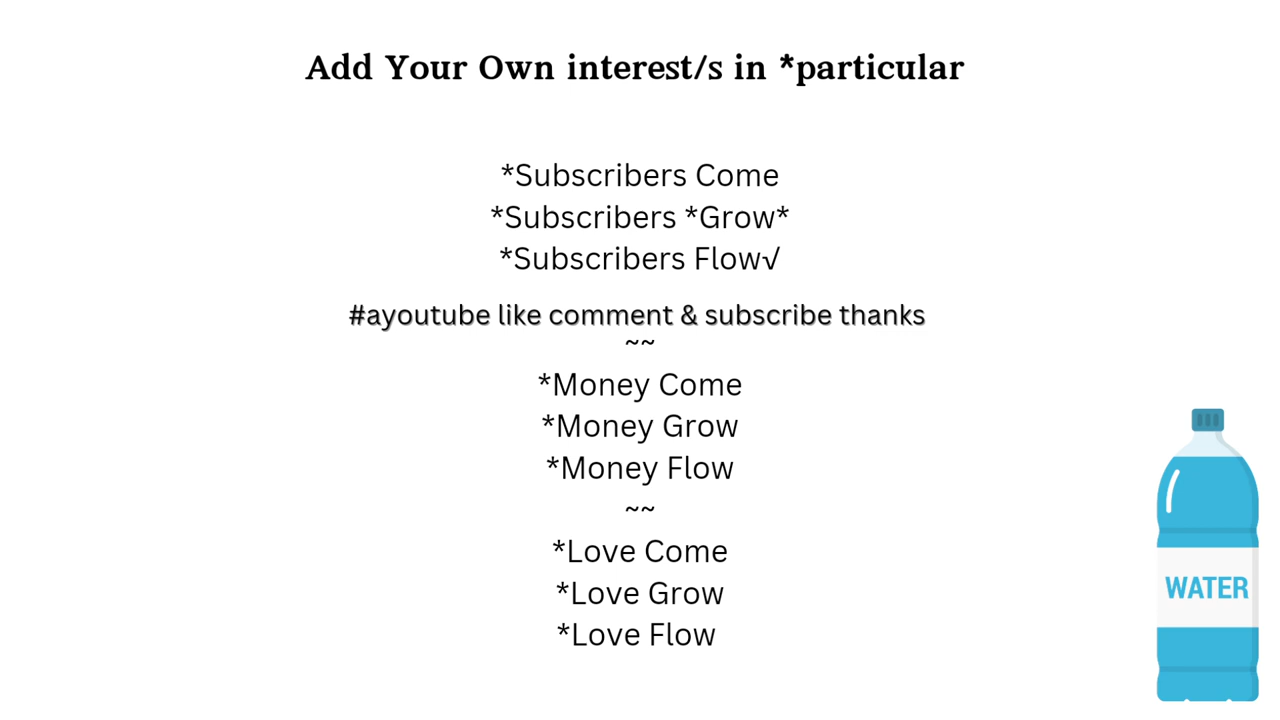 Add Your Own interest/s in *particular
*Subscribers Come
*Subscribers *Grow*
*Subscribers Flow√
#ayoutube like comment & subscribe thanks
~~
*Money Come
*Money Grow
*Money Flow
~~
*Love Come
*Love Grow
*Love Flow
WATER